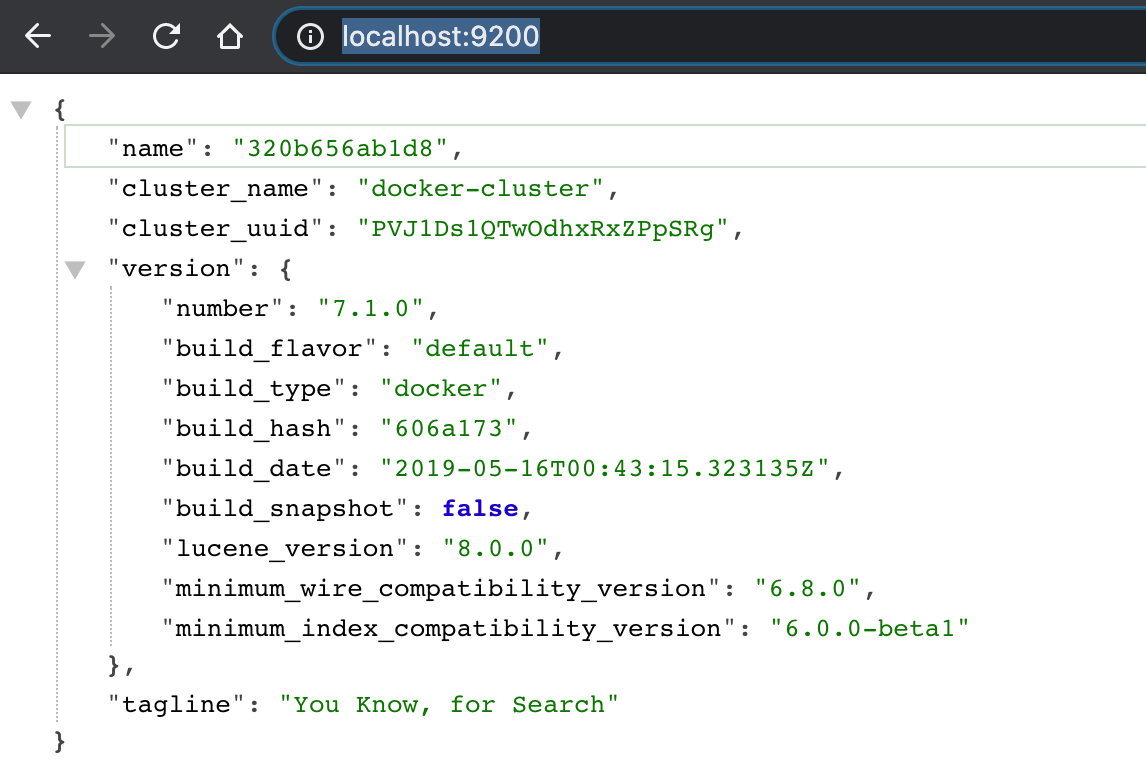 localhost:9200
{
"name": "320b656ab1d8",
"cluster_name": "docker-cluster",
"cluster_uuid": "PVJ1Ds1QTwOdhxRxZPpSRg",
"version": {
"number": "7.1.0",
"build_flavor": "default",
"build_type": "docker",
"build_hash": "606a173",
"build_date": "2019-05-16T00:43:15.323135Z",
"build_snapshot": false,
"lucene_version": "8.0.0",
"minimum_wire_compatibility_version": "6.8.0",
"minimum_index_compatibility_version": "6.0.0-beta1"
},
"tagline": "You Know, for Search"
}